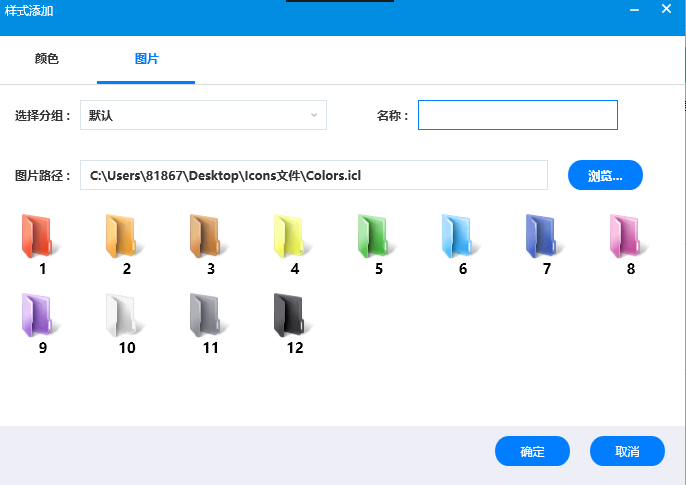 样式添加
颜色 图片
选择分组： 默认 名称：
图片路径： C:\Users\81867\Desktop\Icons文件\Colors.icl 浏览...
1 2 3 4 5 6 7 8
9 10 11 12
确定 取消